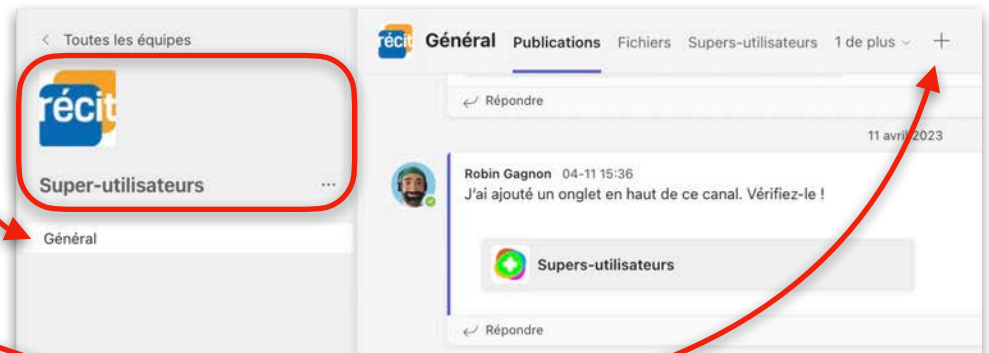 < Toutes les équipes
récit
Super-utilisateurs ...
Général
récit Général Publications Fichiers Supers-utilisateurs 1 de plus +
Répondre
11 avril 2023
Robin Gagnon 04-11 15:36
J'ai ajouté un onglet en haut de ce canal. Vérifiez-le !
Supers-utilisateurs
Répondre